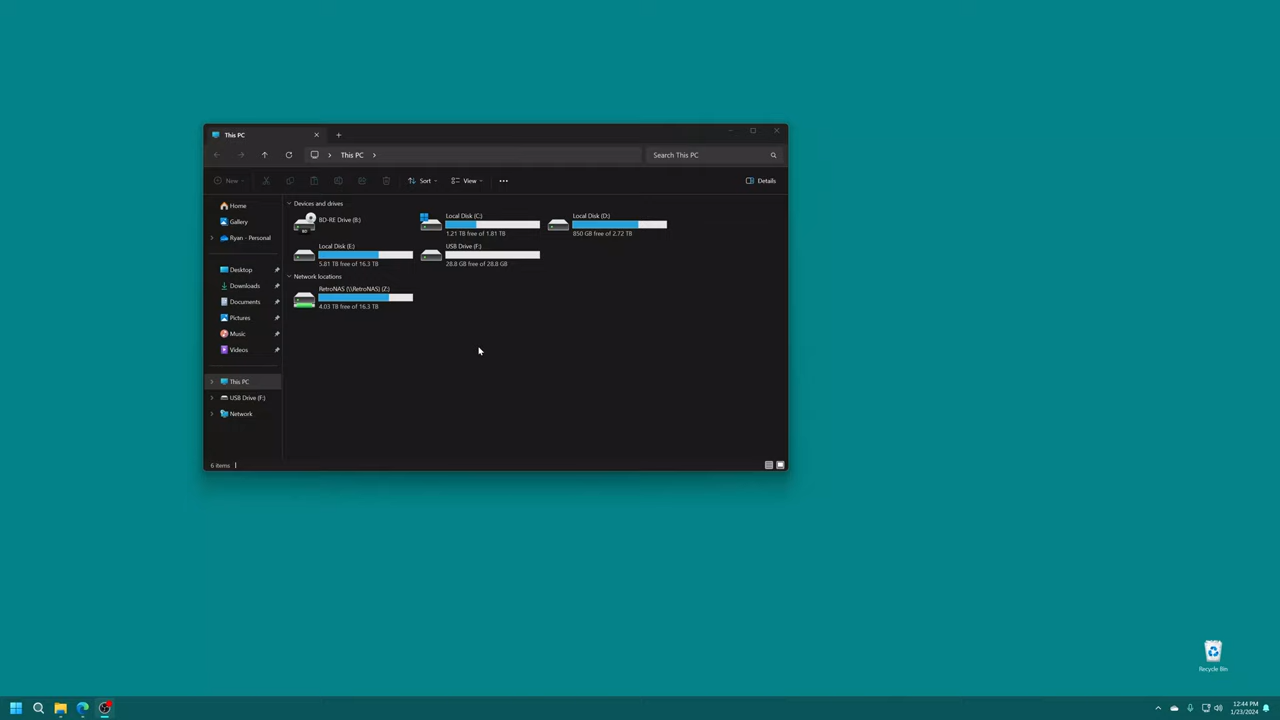 This PC
This PC
Search This PC
New
Sort
View
Details
Home
Gallery
Ryan - Personal
Desktop
Downloads
Documents
Pictures
Music
Videos
This PC
USB Drive (F:)
Network
Devices and drives
BD-RE Drive (B:)
Local Disk (C:)
1.21 TB free of 1.81 TB
Local Disk (D:)
850 GB free of 2.72 TB
Local Disk (E:)
5.81 TB free of 16.3 TB
USB Drive (F:)
28.8 GB free of 28.8 GB
Network locations
RetroNAS (\\RetroNAS) (Z:)
4.03 TB free of 16.3 TB
6 items
Recycle Bin
12:44 PM
1/23/2024